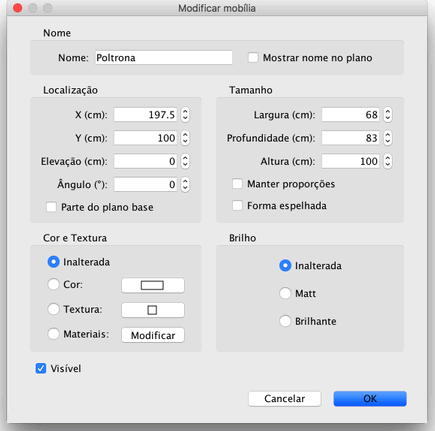 Modificar mobília
Nome
Nome: Poltrona
Mostrar nome no plano
Localização
X (cm): 197.5
Y (cm): 100
Elevação (cm): 0
Ângulo (°): 0
Parte do plano base
Tamanho
Largura (cm): 68
Profundidade (cm): 83
Altura (cm): 100
Manter proporções
Forma espelhada
Cor e Textura
Inalterada
Cor:
Textura:
Materiais: Modificar
Brilho
Inalterada
Matt
Brilhante
Visível
Cancelar OK